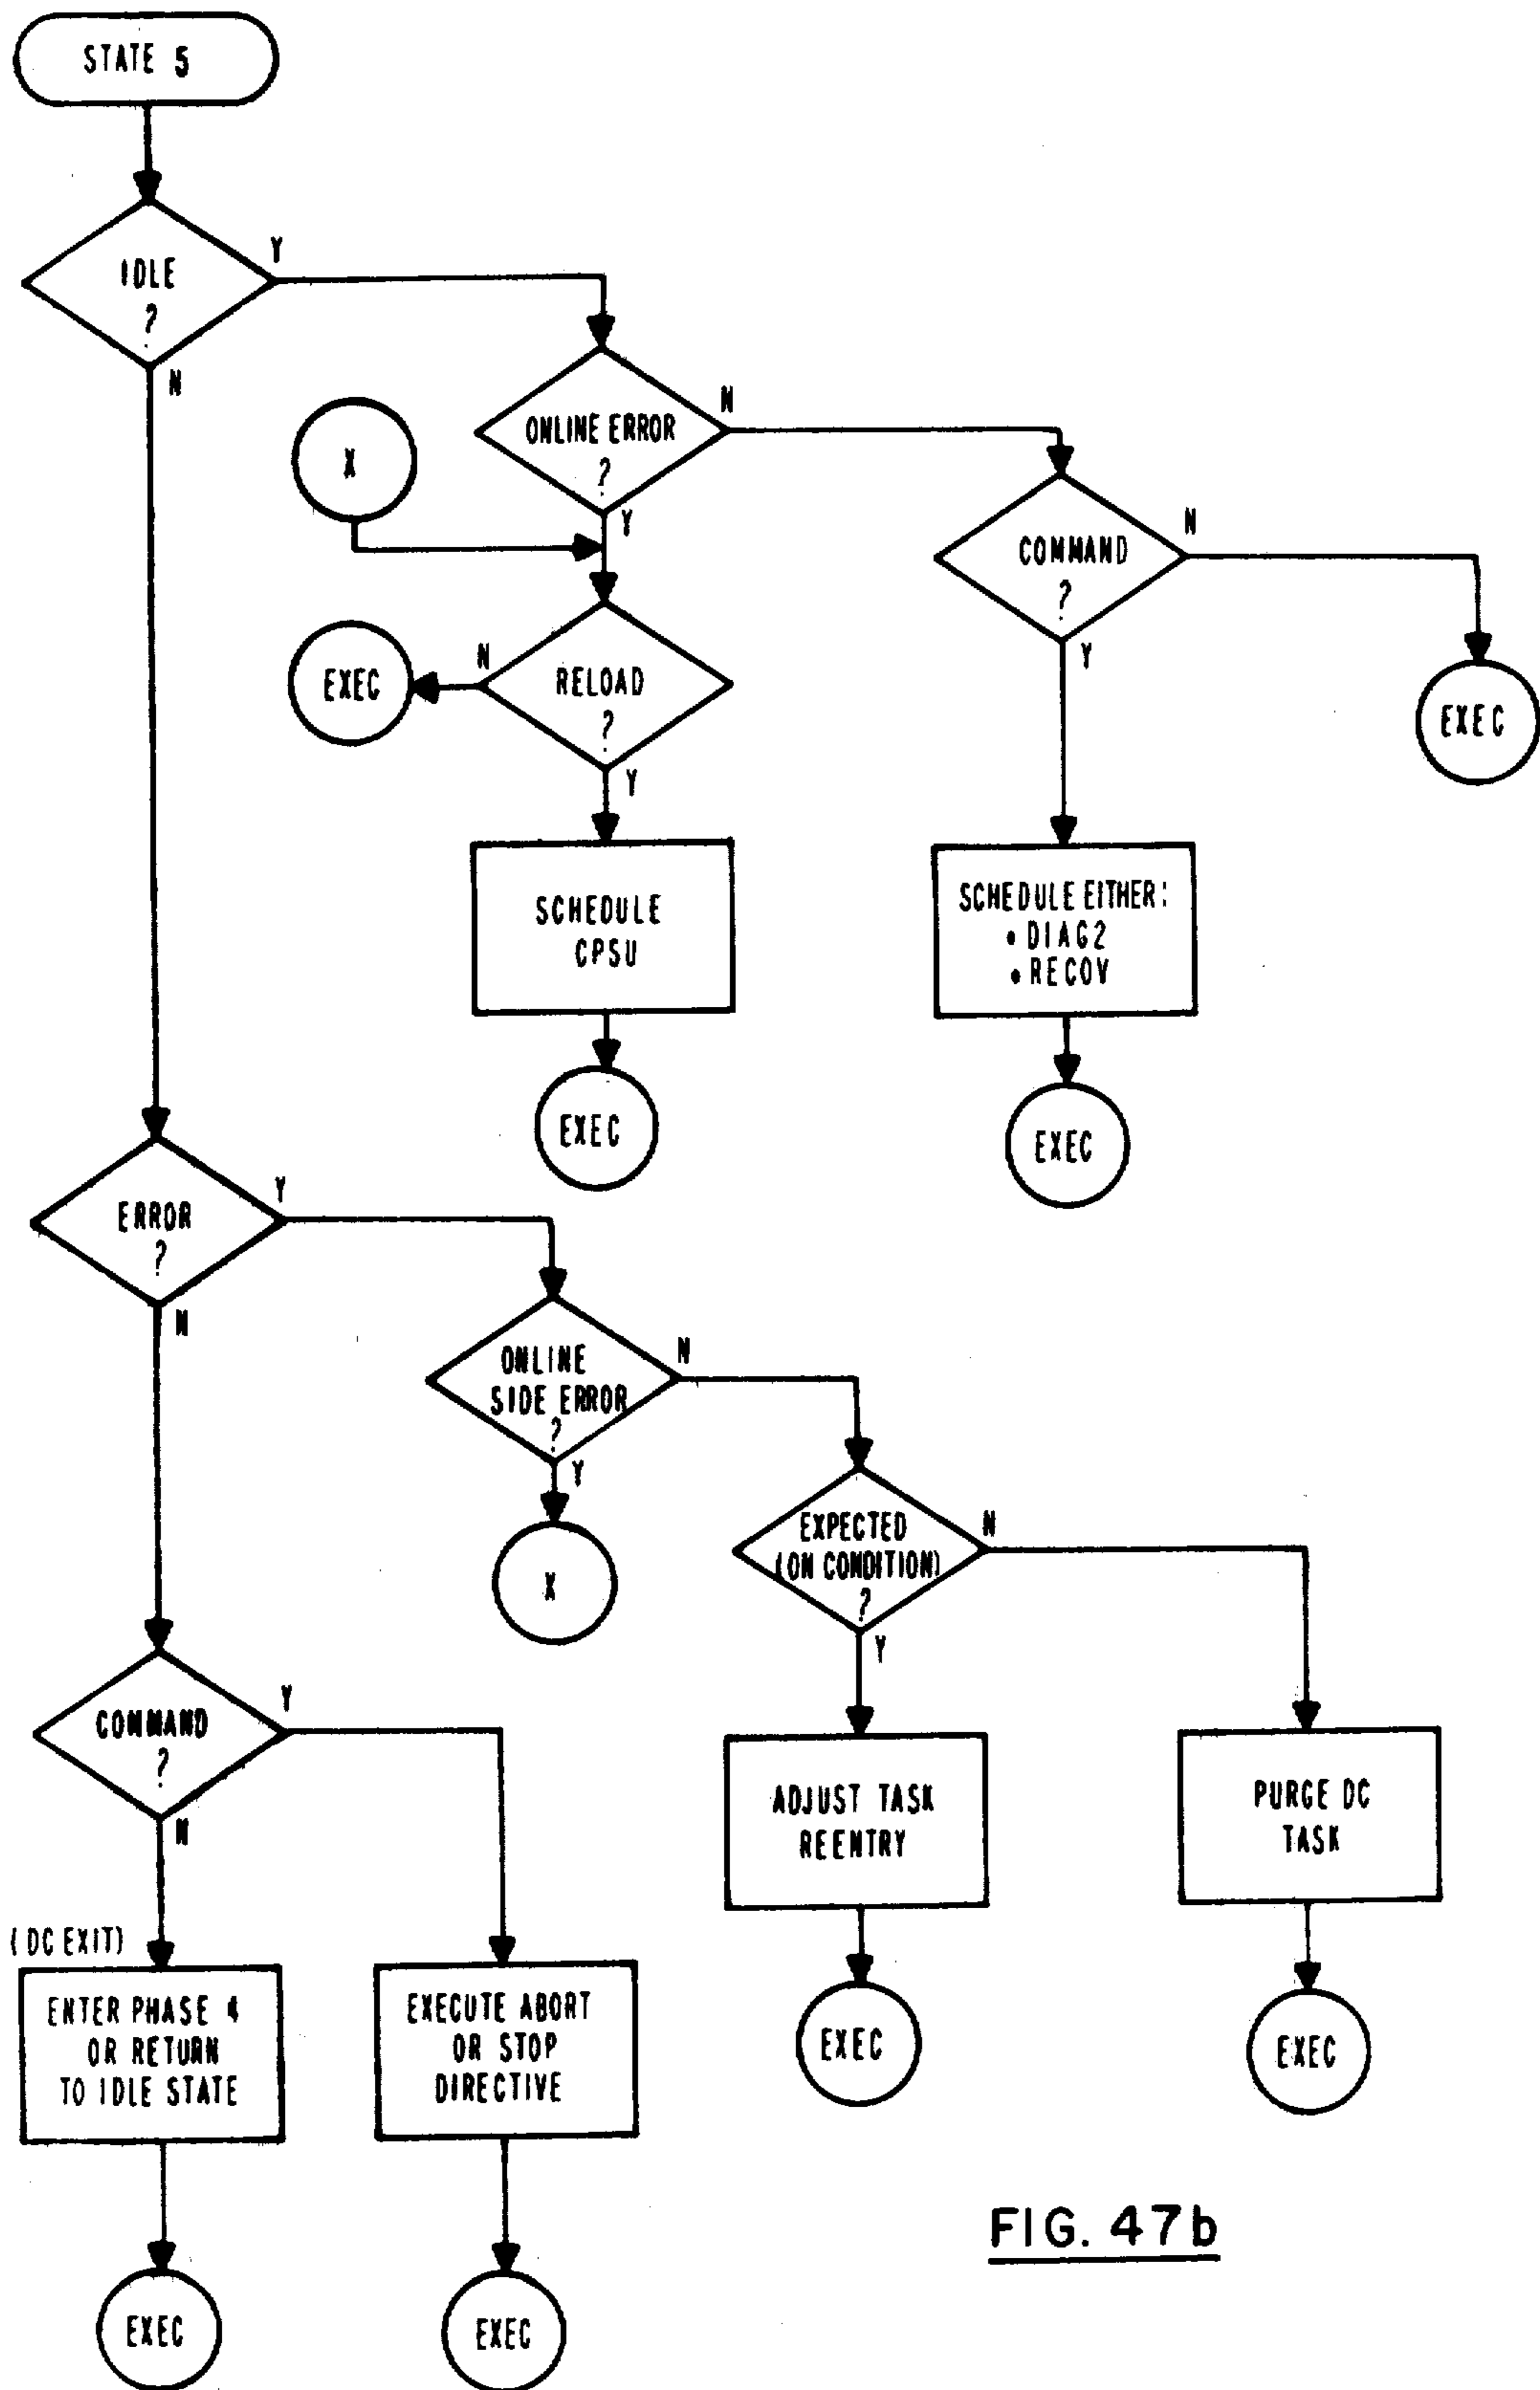 STATE 5
IDLE
?
Y
N
ONLINE ERROR
?
N
Y
X
COMMAND
?
N
Y
RELOAD
?
N
Y
EXEC
EXEC
SCHEDULE
CPSU
SCHEDULE EITHER:
• DIAG2
• RECOV
EXEC
EXEC
ERROR
?
Y
N
ONLINE
SIDE ERROR
?
N
Y
X
EXPECTED
(ON CONDITION)
?
N
Y
COMMAND
?
Y
N
ADJUST TASK
REENTRY
PURGE DC
TASK
(DC EXIT)
ENTER PHASE 4
OR RETURN
TO IDLE STATE
EXECUTE ABORT
OR STOP
DIRECTIVE
EXEC
EXEC
EXEC
EXEC
FIG. 47b